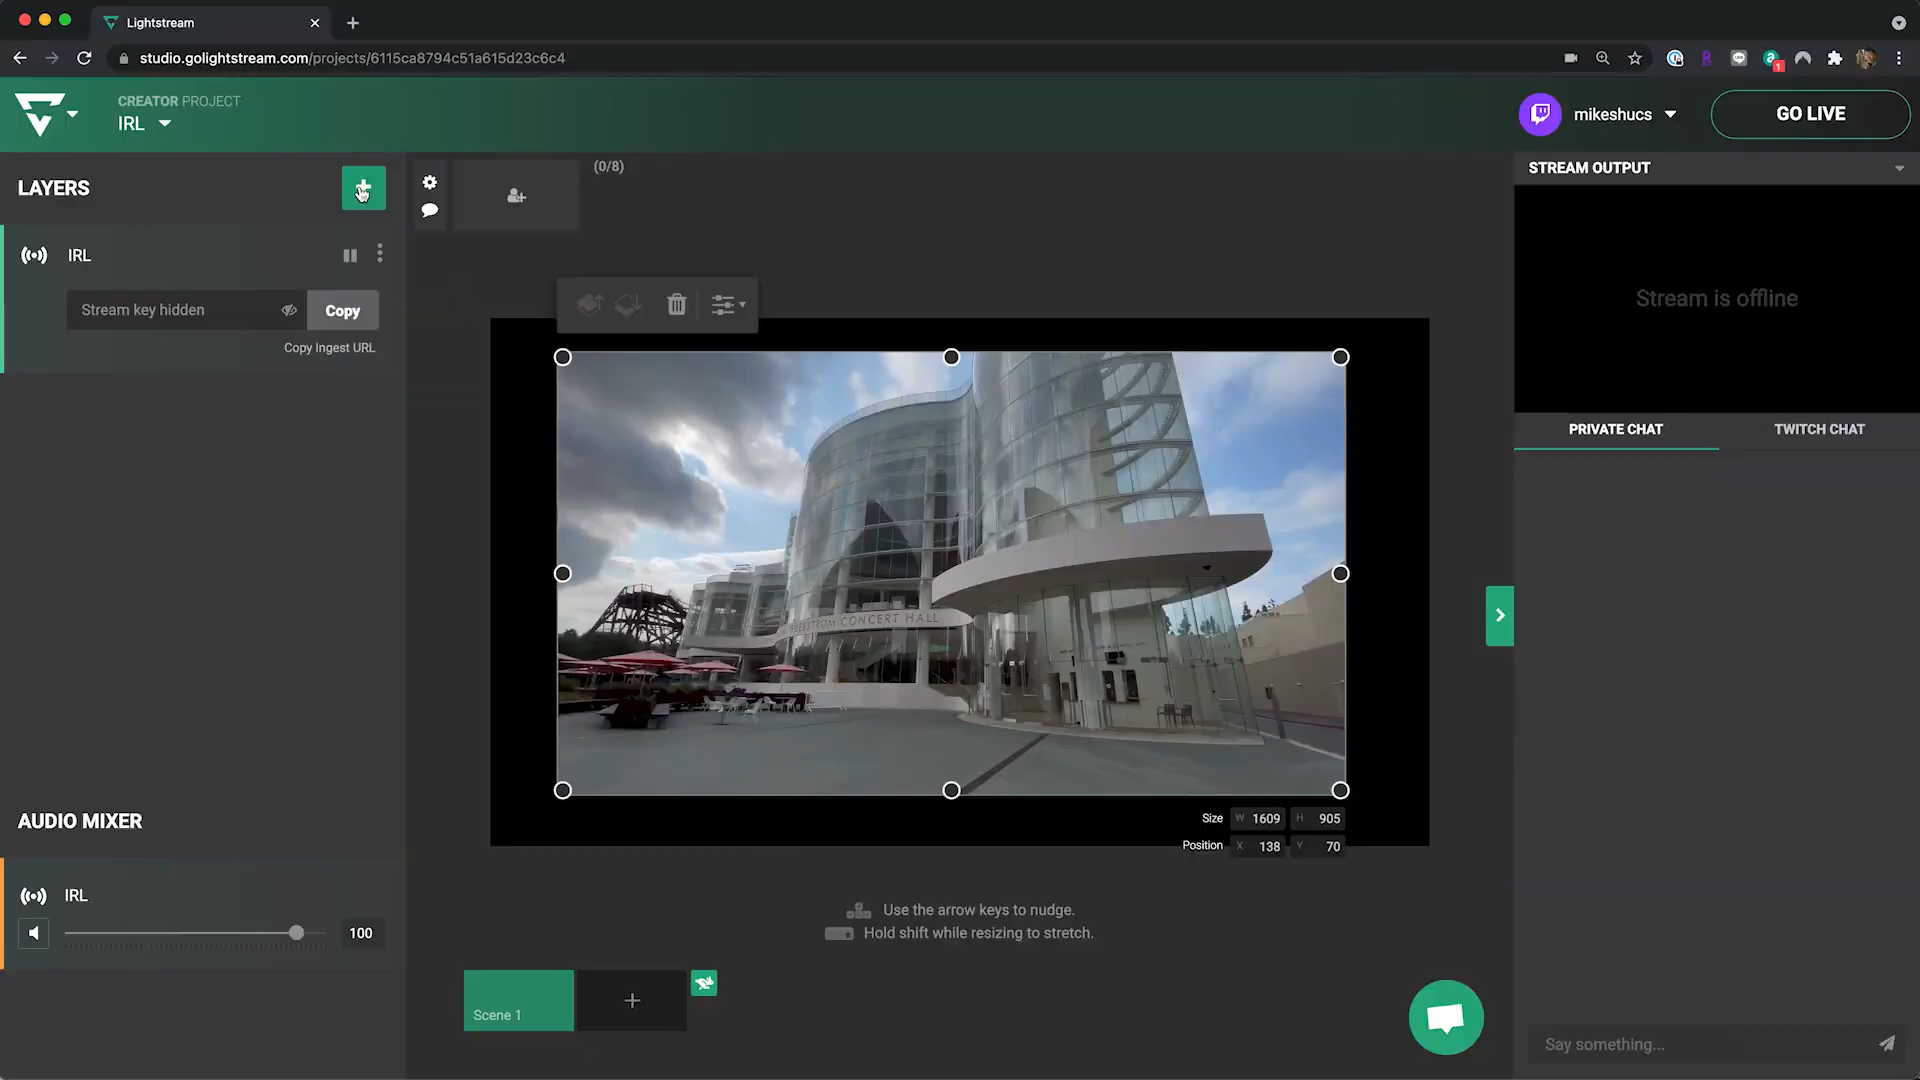 Lightstream
studio.golightstream.com/projects/6115ca8794c51a615d23c6c4
1
CREATOR PROJECT
IRL
mikeshucs
GO LIVE
LAYERS
(0/8)
STREAM OUTPUT
IRL
Stream key hidden
Copy
Copy Ingest URL
Stream is offline
PRIVATE CHAT
TWITCH CHAT
CONCERT HALL
Size W 1609 H 905
Position X 138 Y 70
AUDIO MIXER
IRL
100
Use the arrow keys to nudge.
Hold shift while resizing to stretch.
Scene 1
Say something...